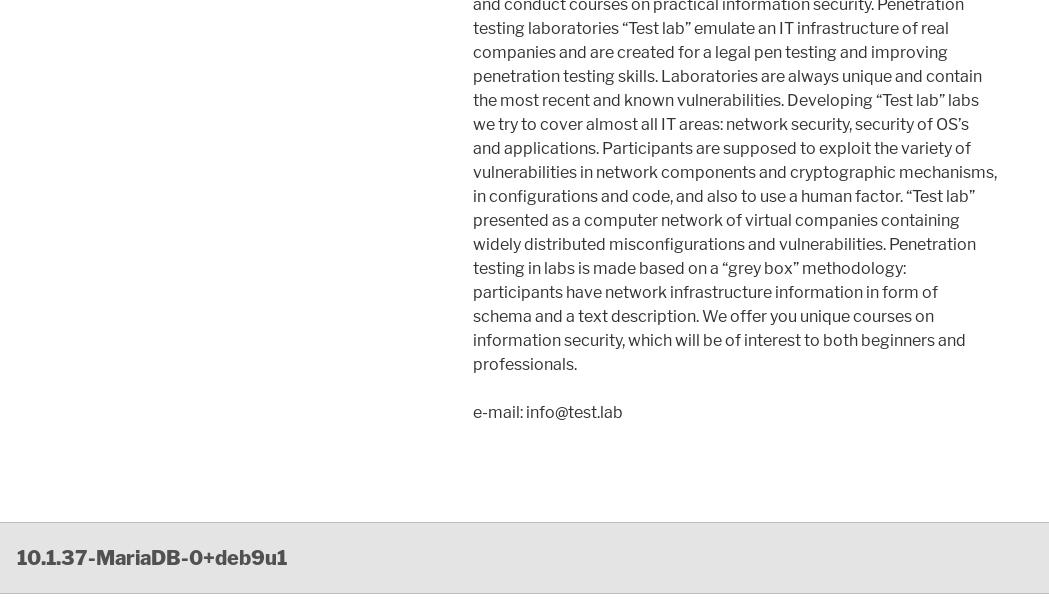 and conduct courses on practical information security. Penetration
testing laboratories “Test lab” emulate an IT infrastructure of real
companies and are created for a legal pen testing and improving
penetration testing skills. Laboratories are always unique and contain
the most recent and known vulnerabilities. Developing “Test lab” labs
we try to cover almost all IT areas: network security, security of OS’s
and applications. Participants are supposed to exploit the variety of
vulnerabilities in network components and cryptographic mechanisms,
in configurations and code, and also to use a human factor. “Test lab”
presented as a computer network of virtual companies containing
widely distributed misconfigurations and vulnerabilities. Penetration
testing in labs is made based on a “grey box” methodology:
participants have network infrastructure information in form of
schema and a text description. We offer you unique courses on
information security, which will be of interest to both beginners and
professionals.
e-mail: info@test.lab
10.1.37-MariaDB-0+deb9u1